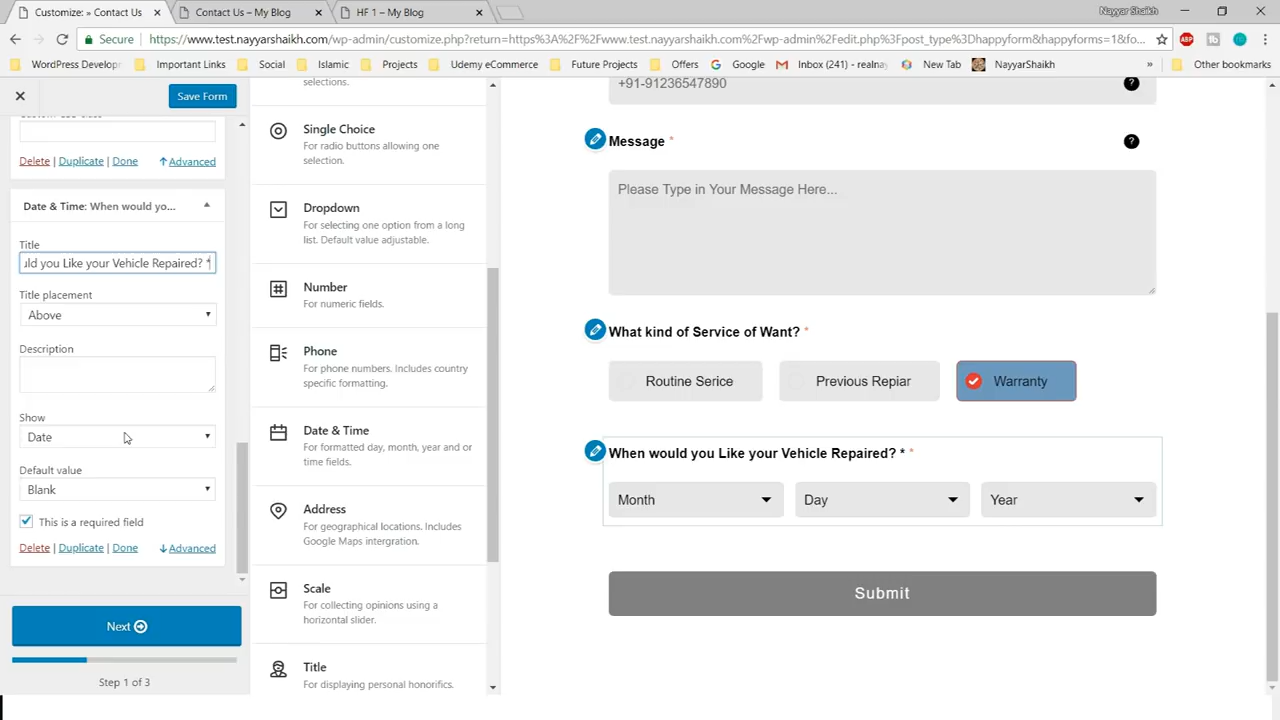 Customize: » Contact Us
Contact Us – My Blog
HF 1 – My Blog
Nayyar Shaikh
Secure
https://www.test.nayyarshaikh.com/wp-admin/customize.php?return=https%3A%2F%2Fwww.test.nayyarshaikh.com%2Fwp-admin%2Fedit.php%3Fpost_type%3Dhappyform&happyforms=1&fo...
ABP
WordPress Develop
Important Links
Social
Islamic
Projects
Udemy eCommerce
Future Projects
Offers
Google
Inbox (241) - realna
New Tab
NayyarShaikh
»
Other bookmarks
Save Form
Delete | Duplicate | Done
Advanced
Date & Time: When would yo...
Title
uld you Like your Vehicle Repaired? *
Title placement
Above
Description
Show
Date
Default value
Blank
This is a required field
Delete | Duplicate | Done
Advanced
Next
Step 1 of 3
selections.
Single Choice
For radio buttons allowing one
selection.
Dropdown
For selecting one option from a long
list. Default value adjustable.
Number
For numeric fields.
Phone
For phone numbers. Includes country
specific formatting.
Date & Time
For formatted day, month, year and or
time fields.
Address
For geographical locations. Includes
Google Maps intergration.
Scale
For collecting opinions using a
horizontal slider.
Title
For displaying personal honorifics.
+91-91236547890
?
Message *
?
Please Type in Your Message Here...
What kind of Service of Want? *
Routine Serice
Previous Repiar
Warranty
When would you Like your Vehicle Repaired? * *
Month
Day
Year
Submit